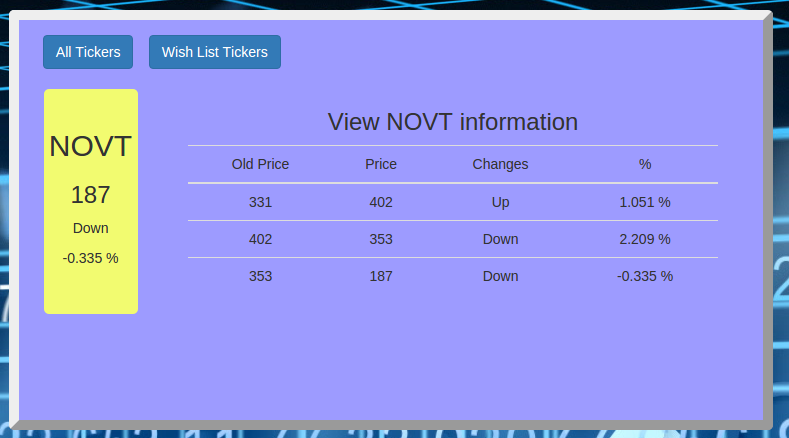 All Tickers Wish List Tickers
NOVT
187
Down
-0.335 %
View NOVT information
Old Price Price Changes %
331 402 Up 1.051 %
402 353 Down 2.209 %
353 187 Down -0.335 %